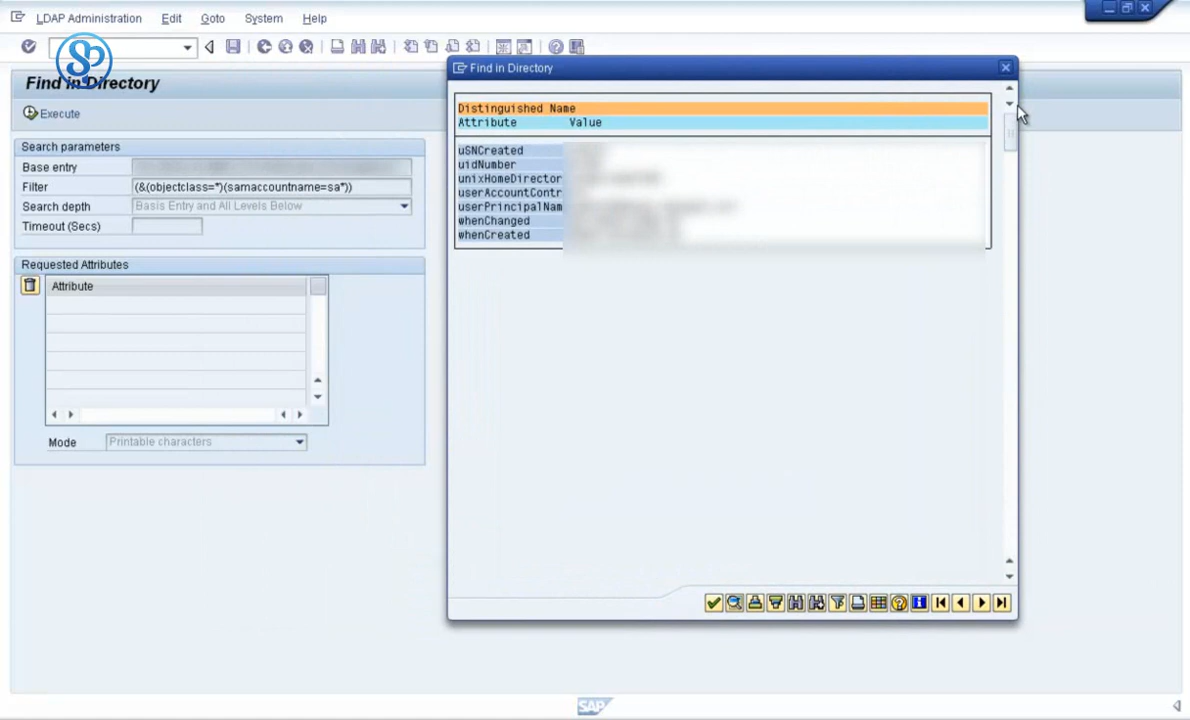 LDAP Administration Edit Goto System Help
Sp
Find in Directory
Execute
Search parameters
Base entry
Filter (&(objectclass=*)(samaccountname=sa*))
Search depth Basis Entry and All Levels Below
Timeout (Secs)
Requested Attributes
Attribute
Mode Printable characters
Find in Directory
Distinguished Name
Attribute Value
uSNCreated
uidNumber
unixHomeDirector
userAccountContr
userPrincipalNam
whenChanged
whenCreated
SAP